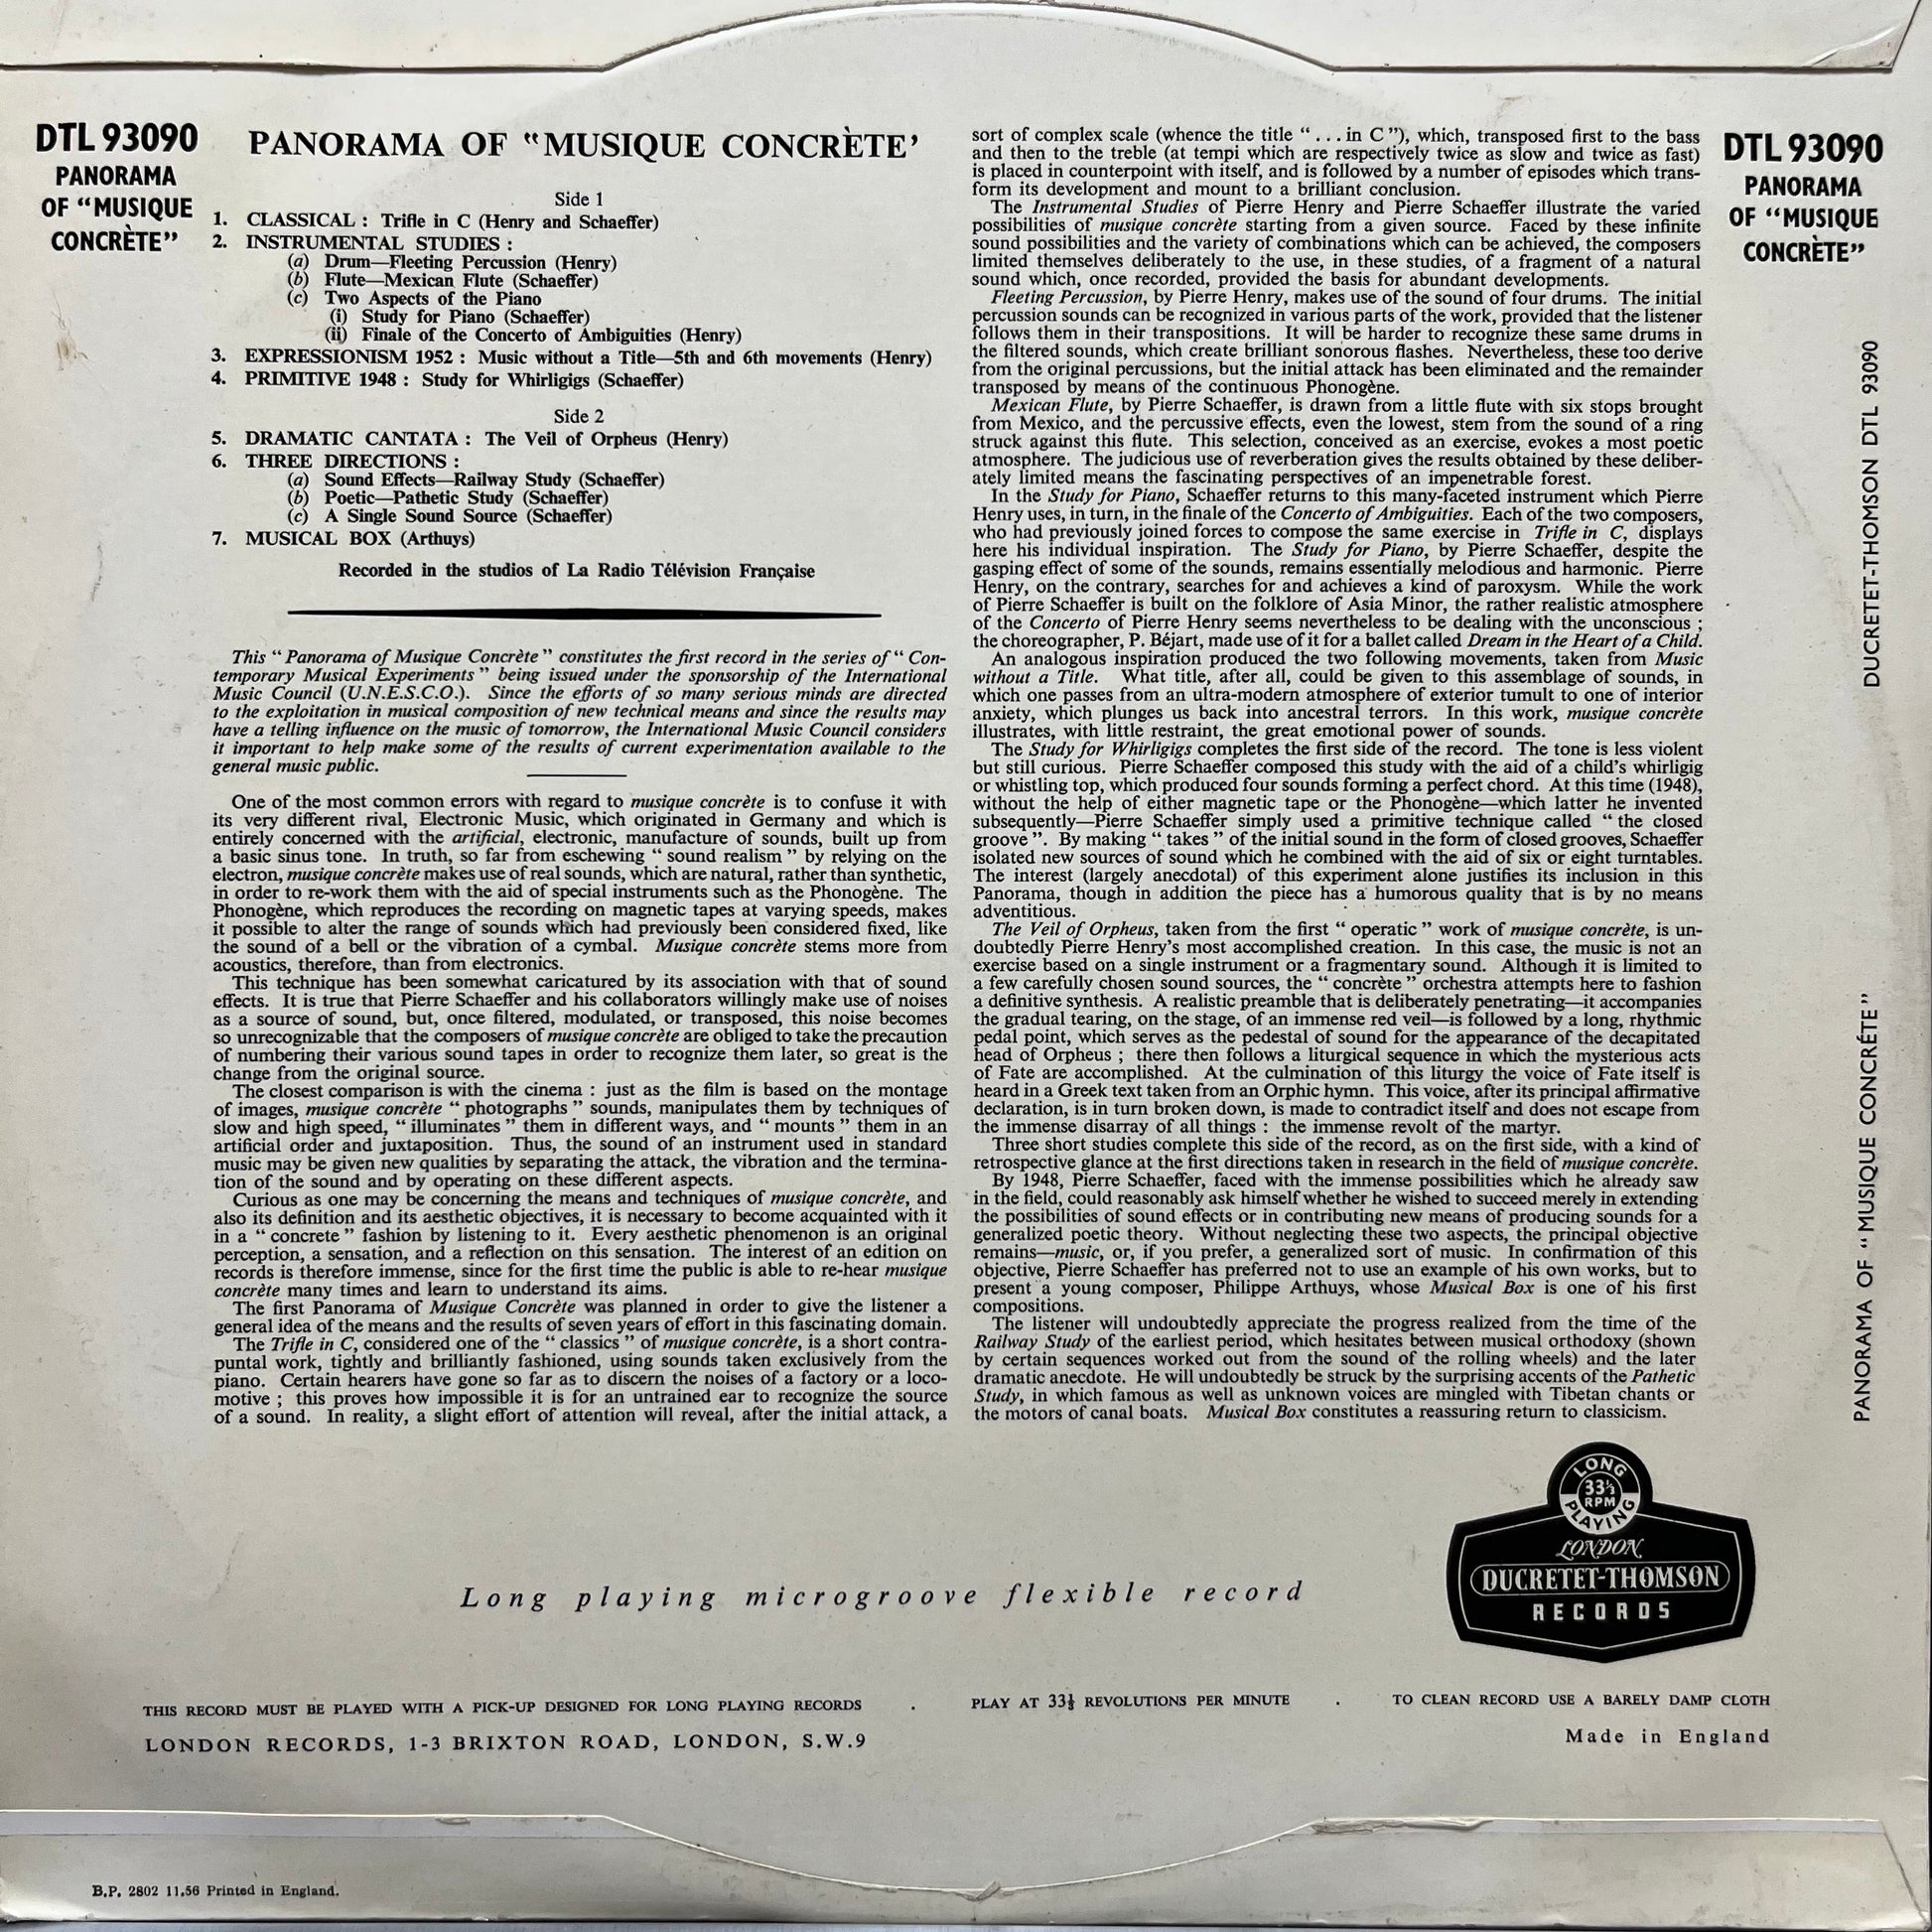 DTL 93090
PANORAMA
OF “MUSIQUE
CONCRÈTE”
PANORAMA OF “MUSIQUE CONCRÈTE’
Side 1
1. CLASSICAL : Trifle in C (Henry and Schaeffer)
2. INSTRUMENTAL STUDIES :
(a) Drum—Fleeting Percussion (Henry)
(b) Flute—Mexican Flute (Schaeffer)
(c) Two Aspects of the Piano
(i) Study for Piano (Schaeffer)
(ii) Finale of the Concerto of Ambiguities (Henry)
3. EXPRESSIONISM 1952 : Music without a Title—5th and 6th movements (Henry)
4. PRIMITIVE 1948 : Study for Whirligigs (Schaeffer)
Side 2
5. DRAMATIC CANTATA : The Veil of Orpheus (Henry)
6. THREE DIRECTIONS :
(a) Sound Effects—Railway Study (Schaeffer)
(b) Poetic—Pathetic Study (Schaeffer)
(c) A Single Sound Source (Schaeffer)
7. MUSICAL BOX (Arthuys)
Recorded in the studios of La Radio Télévision Française
This “ Panorama of Musique Concrète ” constitutes the first record in the series of “ Con-
temporary Musical Experiments ” being issued under the sponsorship of the International
Music Council (U.N.E.S.C.O.). Since the efforts of so many serious minds are directed
to the exploitation in musical composition of new technical means and since the results may
have a telling influence on the music of tomorrow, the International Music Council considers
it important to help make some of the results of current experimentation available to the
general music public.
One of the most common errors with regard to musique concrète is to confuse it with
its very different rival, Electronic Music, which originated in Germany and which is
entirely concerned with the artificial, electronic, manufacture of sounds, built up from
a basic sinus tone. In truth, so far from eschewing “ sound realism ” by relying on the
electron, musique concrète makes use of real sounds, which are natural, rather than synthetic,
in order to re-work them with the aid of special instruments such as the Phonogène. The
Phonogène, which reproduces the recording on magnetic tapes at varying speeds, makes
it possible to alter the range of sounds which had previously been considered fixed, like
the sound of a bell or the vibration of a cymbal. Musique concrète stems more from
acoustics, therefore, than from electronics.
This technique has been somewhat caricatured by its association with that of sound
effects. It is true that Pierre Schaeffer and his collaborators willingly make use of noises
as a source of sound, but, once filtered, modulated, or transposed, this noise becomes
so unrecognizable that the composers of musique concrète are obliged to take the precaution
of numbering their various sound tapes in order to recognize them later, so great is the
change from the original source.
The closest comparison is with the cinema : just as the film is based on the montage
of images, musique concrète “ photographs ” sounds, manipulates them by techniques of
slow and high speed, “ illuminates ” them in different ways, and “ mounts ” them in an
artificial order and juxtaposition. Thus, the sound of an instrument used in standard
music may be given new qualities by separating the attack, the vibration and the termina-
tion of the sound and by operating on these different aspects.
Curious as one may be concerning the means and techniques of musique concrète, and
also its definition and its aesthetic objectives, it is necessary to become acquainted with it
in a “ concrete ” fashion by listening to it. Every aesthetic phenomenon is an original
perception, a sensation, and a reflection on this sensation. The interest of an edition on
records is therefore immense, since for the first time the public is able to re-hear musique
concrète many times and learn to understand its aims.
The first Panorama of Musique Concrète was planned in order to give the listener a
general idea of the means and the results of seven years of effort in this fascinating domain.
The Trifle in C, considered one of the “ classics ” of musique concrète, is a short contra-
puntal work, tightly and brilliantly fashioned, using sounds taken exclusively from the
piano. Certain hearers have gone so far as to discern the noises of a factory or a loco-
motive ; this proves how impossible it is for an untrained ear to recognize the source
of a sound. In reality, a slight effort of attention will reveal, after the initial attack, a
sort of complex scale (whence the title “ . . . in C ”), which, transposed first to the bass
and then to the treble (at tempi which are respectively twice as slow and twice as fast)
is placed in counterpoint with itself, and is followed by a number of episodes which trans-
form its development and mount to a brilliant conclusion.
The Instrumental Studies of Pierre Henry and Pierre Schaeffer illustrate the varied
possibilities of musique concrète starting from a given source. Faced by these infinite
sound possibilities and the variety of combinations which can be achieved, the composers
limited themselves deliberately to the use, in these studies, of a fragment of a natural
sound which, once recorded, provided the basis for abundant developments.
Fleeting Percussion, by Pierre Henry, makes use of the sound of four drums. The initial
percussion sounds can be recognized in various parts of the work, provided that the listener
follows them in their transpositions. It will be harder to recognize these same drums in
the filtered sounds, which create brilliant sonorous flashes. Nevertheless, these too derive
from the original percussions, but the initial attack has been eliminated and the remainder
transposed by means of the continuous Phonogène.
Mexican Flute, by Pierre Schaeffer, is drawn from a little flute with six stops brought
from Mexico, and the percussive effects, even the lowest, stem from the sound of a ring
struck against this flute. This selection, conceived as an exercise, evokes a most poetic
atmosphere. The judicious use of reverberation gives the results obtained by these deliber-
ately limited means the fascinating perspectives of an impenetrable forest.
In the Study for Piano, Schaeffer returns to this many-faceted instrument which Pierre
Henry uses, in turn, in the finale of the Concerto of Ambiguities. Each of the two composers,
who had previously joined forces to compose the same exercise in Trifle in C, displays
here his individual inspiration. The Study for Piano, by Pierre Schaeffer, despite the
gasping effect of some of the sounds, remains essentially melodious and harmonic. Pierre
Henry, on the contrary, searches for and achieves a kind of paroxysm. While the work
of Pierre Schaeffer is built on the folklore of Asia Minor, the rather realistic atmosphere
of the Concerto of Pierre Henry seems nevertheless to be dealing with the unconscious ;
the choreographer, P. Béjart, made use of it for a ballet called Dream in the Heart of a Child.
An analogous inspiration produced the two following movements, taken from Music
without a Title. What title, after all, could be given to this assemblage of sounds, in
which one passes from an ultra-modern atmosphere of exterior tumult to one of interior
anxiety, which plunges us back into ancestral terrors. In this work, musique concrète
illustrates, with little restraint, the great emotional power of sounds.
The Study for Whirligigs completes the first side of the record. The tone is less violent
but still curious. Pierre Schaeffer composed this study with the aid of a child’s whirligig
or whistling top, which produced four sounds forming a perfect chord. At this time (1948),
without the help of either magnetic tape or the Phonogène—which latter he invented
subsequently—Pierre Schaeffer simply used a primitive technique called “ the closed
groove ”. By making “ takes ” of the initial sound in the form of closed grooves, Schaeffer
isolated new sources of sound which he combined with the aid of six or eight turntables.
The interest (largely anecdotal) of this experiment alone justifies its inclusion in this
Panorama, though in addition the piece has a humorous quality that is by no means
adventitious.
The Veil of Orpheus, taken from the first “ operatic ” work of musique concrète, is un-
doubtedly Pierre Henry’s most accomplished creation. In this case, the music is not an
exercise based on a single instrument or a fragmentary sound. Although it is limited to
a few carefully chosen sound sources, the “ concrète ” orchestra attempts here to fashion
a definitive synthesis. A realistic preamble that is deliberately penetrating—it accompanies
the gradual tearing, on the stage, of an immense red veil—is followed by a long, rhythmic
pedal point, which serves as the pedestal of sound for the appearance of the decapitated
head of Orpheus ; there then follows a liturgical sequence in which the mysterious acts
of Fate are accomplished. At the culmination of this liturgy the voice of Fate itself is
heard in a Greek text taken from an Orphic hymn. This voice, after its principal affirmative
declaration, is in turn broken down, is made to contradict itself and does not escape from
the immense disarray of all things : the immense revolt of the martyr.
Three short studies complete this side of the record, as on the first side, with a kind of
retrospective glance at the first directions taken in research in the field of musique concrète.
By 1948, Pierre Schaeffer, faced with the immense possibilities which he already saw
in the field, could reasonably ask himself whether he wished to succeed merely in extending
the possibilities of sound effects or in contributing new means of producing sounds for a
generalized poetic theory. Without neglecting these two aspects, the principal objective
remains—music, or, if you prefer, a generalized sort of music. In confirmation of this
objective, Pierre Schaeffer has preferred not to use an example of his own works, but to
present a young composer, Philippe Arthuys, whose Musical Box is one of his first
compositions.
The listener will undoubtedly appreciate the progress realized from the time of the
Railway Study of the earliest period, which hesitates between musical orthodoxy (shown
by certain sequences worked out from the sound of the rolling wheels) and the later
dramatic anecdote. He will undoubtedly be struck by the surprising accents of the Pathetic
Study, in which famous as well as unknown voices are mingled with Tibetan chants or
the motors of canal boats. Musical Box constitutes a reassuring return to classicism.
DTL 93090
PANORAMA
OF “MUSIQUE
CONCRÈTE”
DUCRETET-THOMSON DTL 93090
PANORAMA OF “ MUSIQUE CONCRÉTE”
LONG
33⅓
RPM
PLAYING
LONDON
DUCRETET-THOMSON
RECORDS
Long playing microgroove flexible record
THIS RECORD MUST BE PLAYED WITH A PICK-UP DESIGNED FOR LONG PLAYING RECORDS . PLAY AT 33⅓ REVOLUTIONS PER MINUTE . TO CLEAN RECORD USE A BARELY DAMP CLOTH
LONDON RECORDS, 1-3 BRIXTON ROAD, LONDON, S.W.9
Made in England
B.P. 2802 11.56 Printed in England.